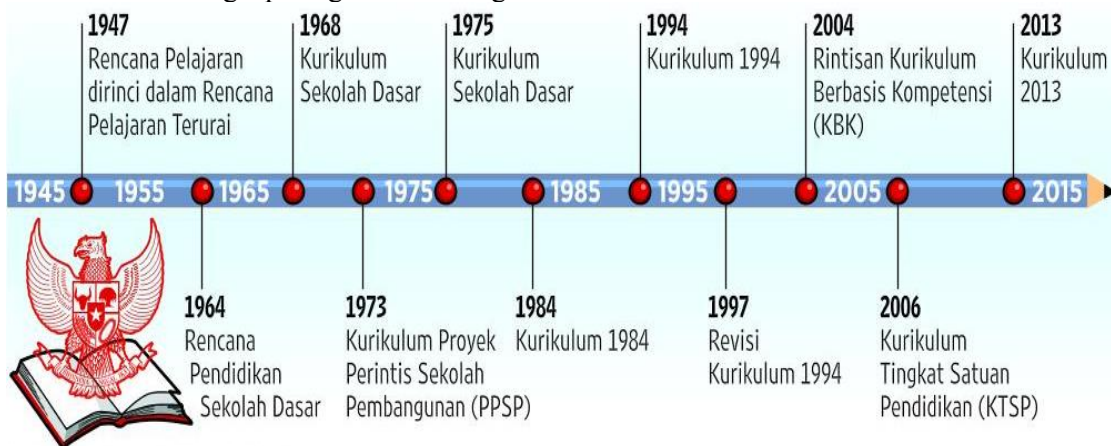 1947
Rencana Pelajaran
dirinci dalam Rencana
Pelajaran Terurai
1968
Kurikulum
Sekolah Dasar
1975
Kurikulum
Sekolah Dasar
1994
Kurikulum 1994
2004
Rintisan Kurikulum
Berbasis Kompetensi
(KBK)
2013
Kurikulum
2013
1945 1955 1965 1975 1985 1995 2005 2015
1964
Rencana
Pendidikan
Sekolah Dasar
1973
Kurikulum Proyek
Perintis Sekolah
Pembangunan (PPSP)
1984
Kurikulum 1984
1997
Revisi
Kurikulum 1994
2006
Kurikulum
Tingkat Satuan
Pendidikan (KTSP)